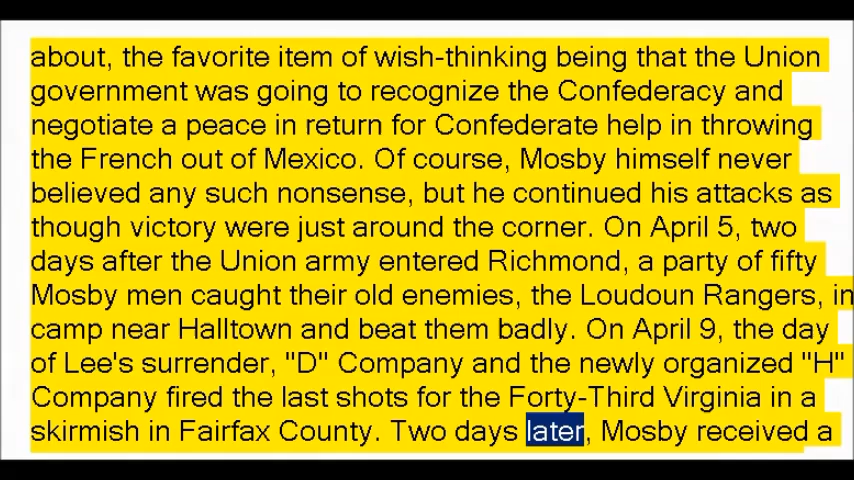 about, the favorite item of wish-thinking being that the Union
government was going to recognize the Confederacy and
negotiate a peace in return for Confederate help in throwing
the French out of Mexico. Of course, Mosby himself never
believed any such nonsense, but he continued his attacks as
though victory were just around the corner. On April 5, two
days after the Union army entered Richmond, a party of fifty
Mosby men caught their old enemies, the Loudoun Rangers, in
camp near Halltown and beat them badly. On April 9, the day
of Lee's surrender, "D" Company and the newly organized "H"
Company fired the last shots for the Forty-Third Virginia in a
skirmish in Fairfax County. Two days later, Mosby received a